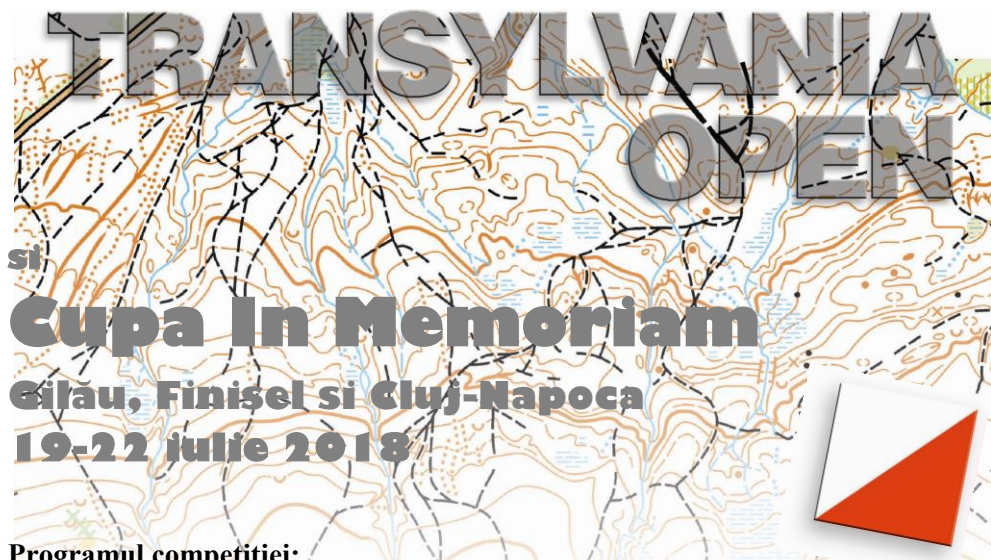 TRANSYLVANIA
OPEN
si
Cupa In Memoriam
Gilău, Finisel si Cluj-Napoca
19-22 iulie 2018
Programul competitiei: